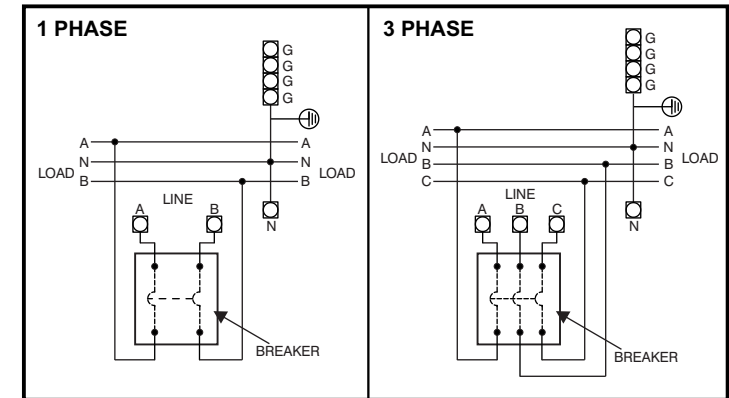 1 PHASE
G
G
G
G
A A
N N
LOAD B B LOAD
LINE
A B
N
BREAKER
3 PHASE
G
G
G
G
A A
N N
LOAD B B LOAD
C C
LINE
A B C
N
BREAKER